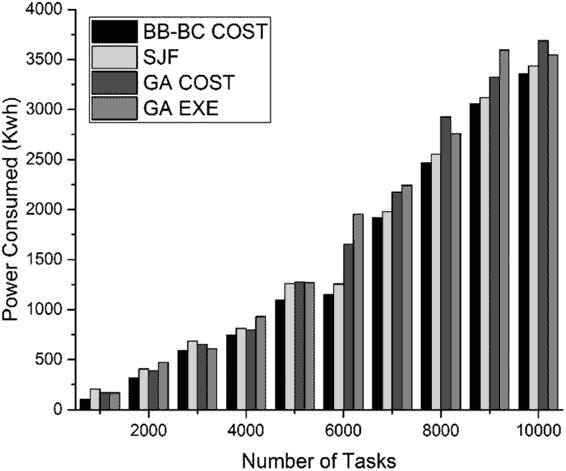 4000
3500
3000
2500
2000
1500
1000
500
0
Power Consumed (Kwh)
BB-BC COST
SJF
GA COST
GA EXE
2000 4000 6000 8000 10000
Number of Tasks